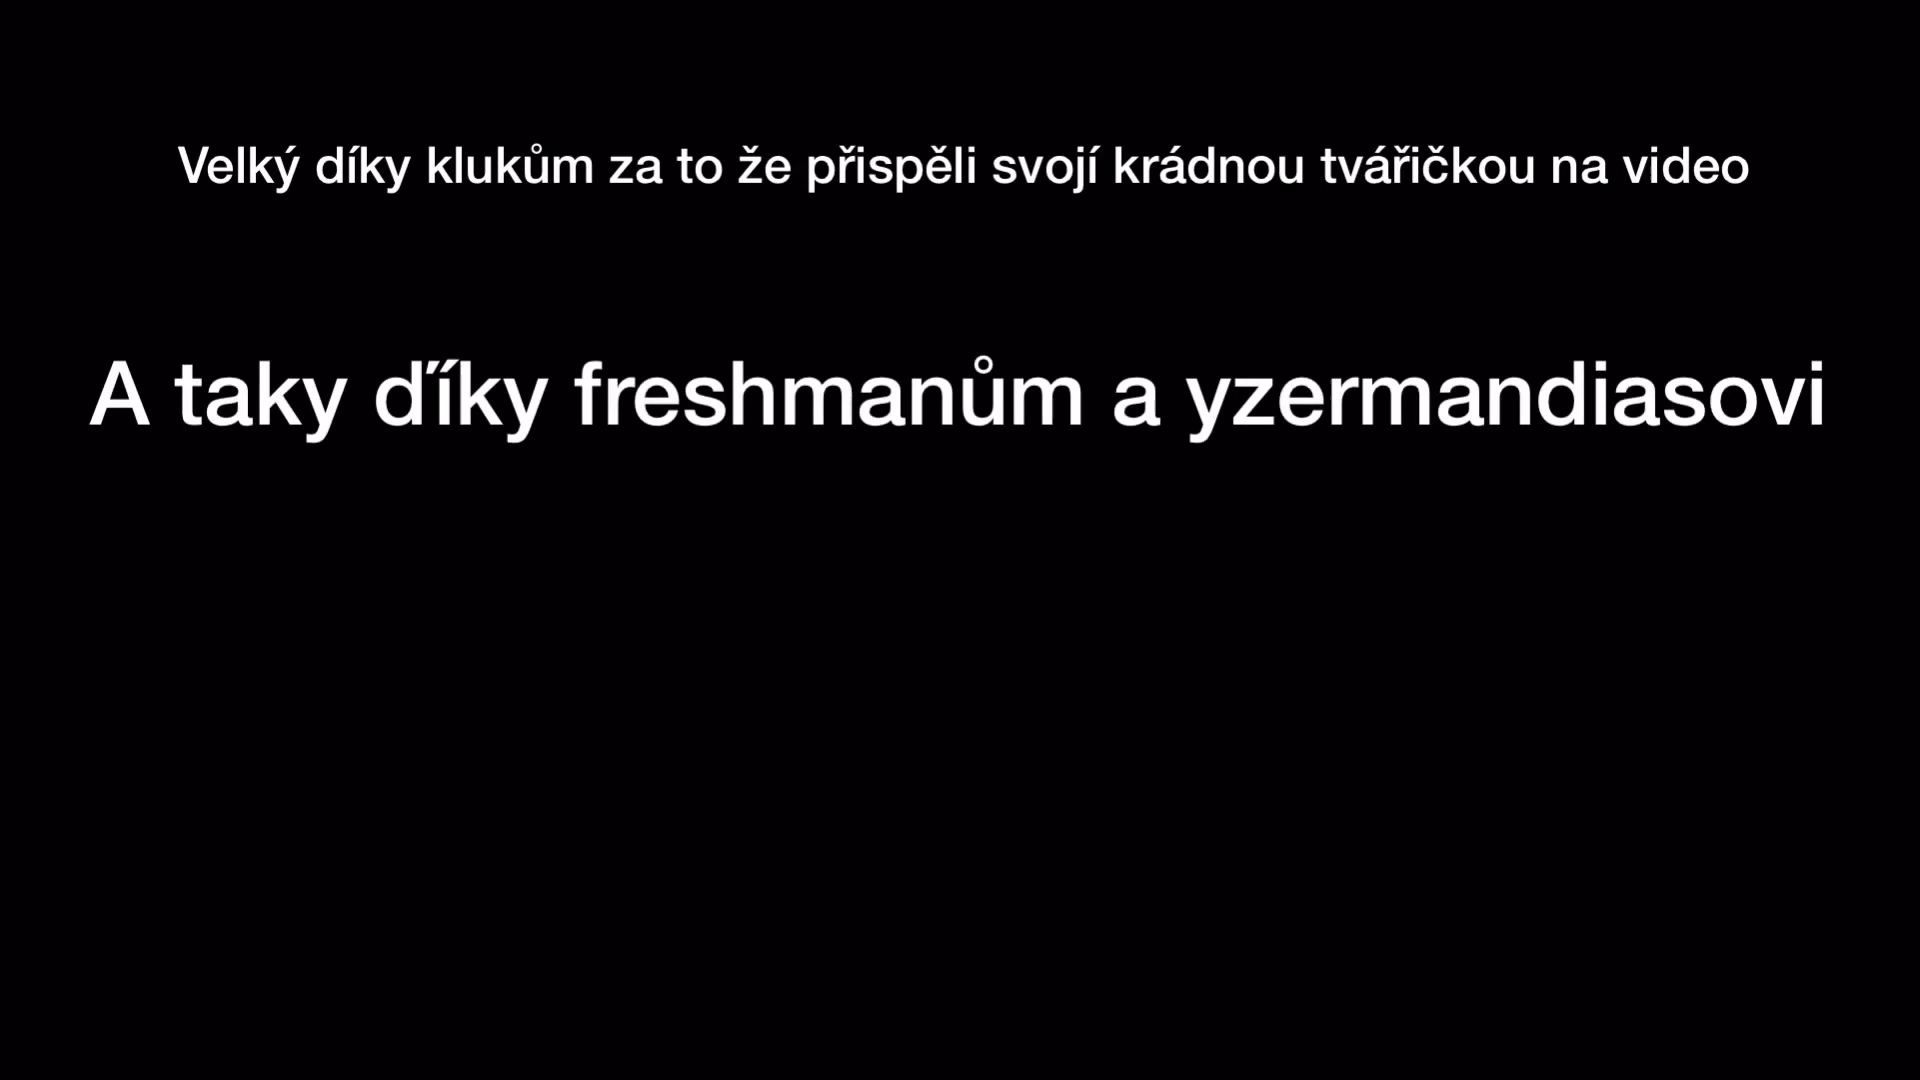 Velký díky klukům za to že přispěli svojí krádnou tvářičkou na video
A taky ďíky freshmanům a yzermandiasovi